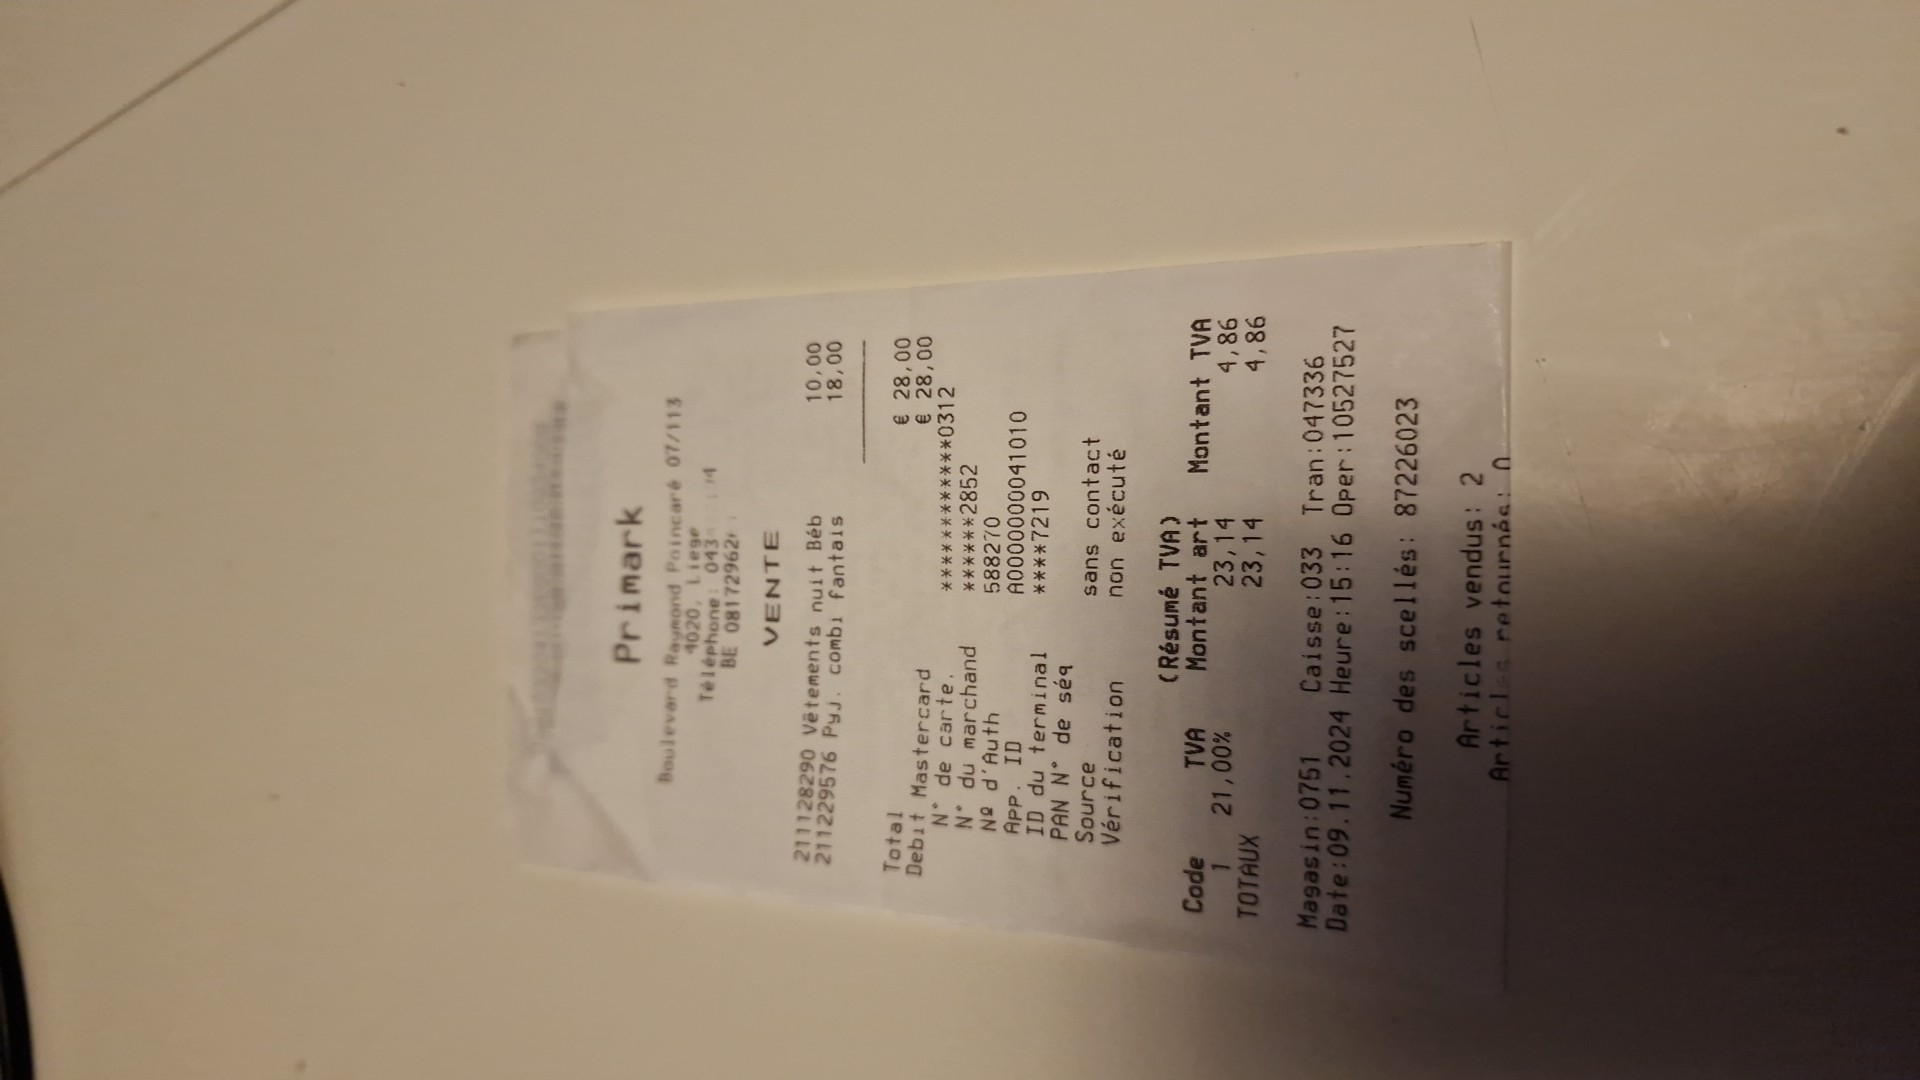 Primark
Boulevard Raymond Poincaré 07/113
4020, Liege
Téléphone:
BE
VENTE
211128290 Vêtements nuit Béb 10,00
211229576 Pyj. combi fantais 18,00
Total € 28,00
Debit Mastercard € 28,00
N° de carte. ************0312
N° du marchand ******2852
Nº d'Auth 588270
App. ID A0000000041010
ID du terminal ****7219
PAN N° de séq
Source sans contact
Vérification non exécuté
(Résumé TVA)
Code TVA Montant art Montant TVA
1 21,00% 23,14 4,86
TOTAUX 23,14 4,86
Magasin:0751 Caisse:033 Tran:047336
Date:09.11.2024 Heure:15:16 Oper:10527527
Numéro des scellés: 87226023
Articles vendus: 2
Articles retournés: 0